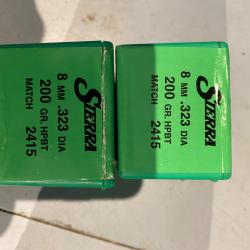 SIERRA
8 MM .323 DIA
200 GR. HPBT
MATCH 2415
SIERRA
8 MM .323 DIA
200 GR. HPBT
MATCH 2415